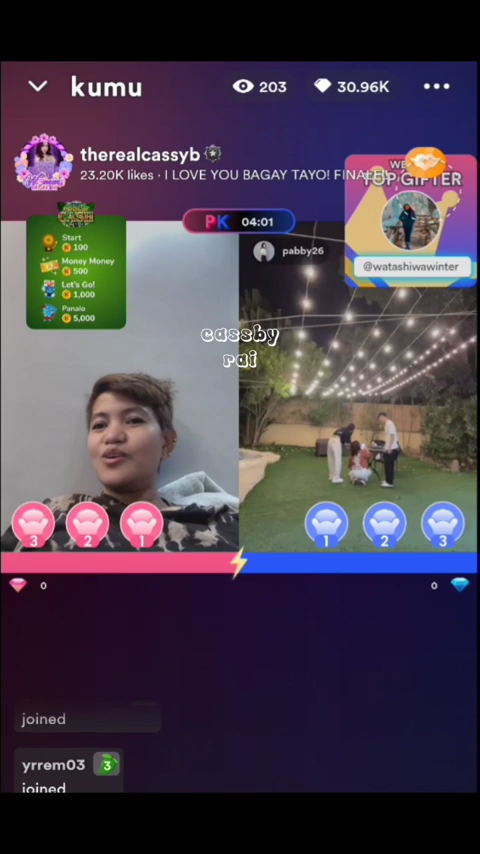 kumu
203
30.96K
therealcassyb
23.20K likes · I LOVE YOU BAGAY TAYO! FINALE!
TOP GIFTER
@watashiwawinter
CASH
Start
100
Money Money
500
Let's Go!
1,000
Panalo
5,000
PK 04:01
pabby26
cassby
rai
3 2 1
1 2 3
0
0
joined
yrrem03 3
joined